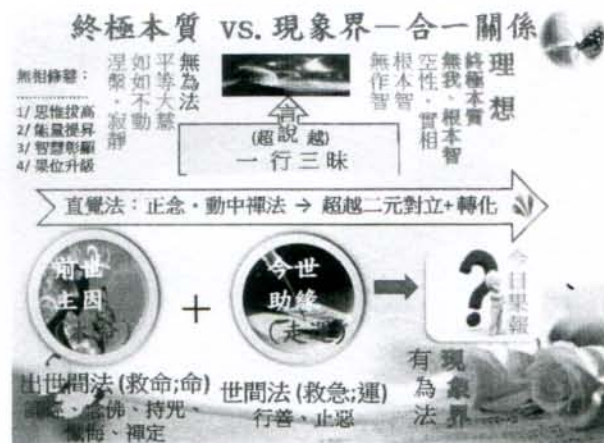 終極本質 vs. 現象界－合一關係
無相修慧：
1/ 思惟拔高
2/ 能量提昇
3/ 智慧彰顯
4/ 果位升級
無為法
平等大慧
如如不動
涅槃，寂靜
理想
終極本質
無我、根本智
空性，實相
根本智
無作智
言說
(超越)
一行三昧
直覺法：正念・動中禪法 → 超越二元對立+轉化
前世
主因
+
今世
助緣
(走
?
今日果報
出世間法 (救命;命)
念佛、持咒、
懺悔、禪定
世間法 (救急;運)
行善、止惡
現象界
有為法